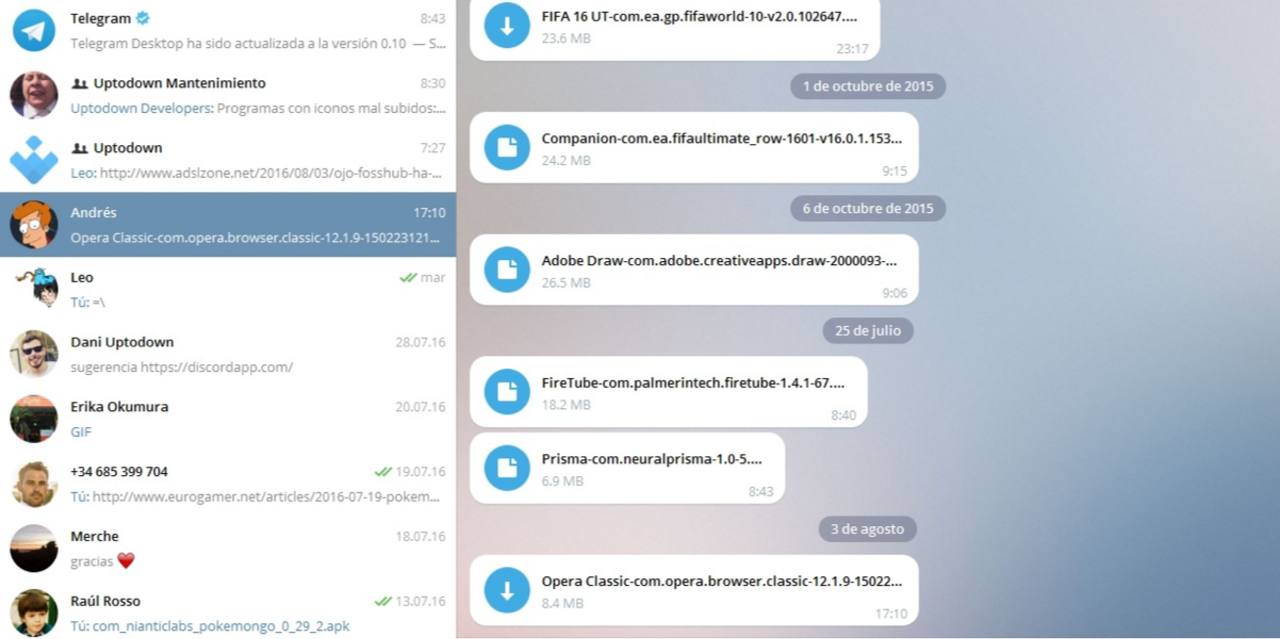 Telegram 8:43
Telegram Desktop ha sido actualizada a la versión 0.10 — S...
Uptodown Mantenimiento 8:30
Uptodown Developers: Programas con iconos mal subidos:...
Uptodown 7:27
Leo: http://www.adslzone.net/2016/08/03/ojo-fosshub-ha-...
Andrés 17:10
Opera Classic-com.opera.browser.classic-12.1.9-150223121...
Leo mar
Tú: =\
Dani Uptodown 28.07.16
sugerencia https://discordapp.com/
Erika Okumura 20.07.16
GIF
+34 685 399 704 19.07.16
Tú: http://www.eurogamer.net/articles/2016-07-19-pokem...
Merche 18.07.16
gracias ❤
Raúl Rosso 13.07.16
Tú: com_nianticlabs_pokemongo_0_29_2.apk
FIFA 16 UT-com.ea.gp.fifaworld-10-v2.0.102647....
23.6 MB
23:17
1 de octubre de 2015
Companion-com.ea.fifaultimate_row-1601-v16.0.1.153...
24.2 MB
9:15
6 de octubre de 2015
Adobe Draw-com.adobe.creativeapps.draw-2000093-...
26.5 MB
9:06
25 de julio
FireTube-com.palmerintech.firetube-1.4.1-67....
18.2 MB
8:40
Prisma-com.neuralprisma-1.0-5....
6.9 MB
8:43
3 de agosto
Opera Classic-com.opera.browser.classic-12.1.9-15022...
8.4 MB
17:10